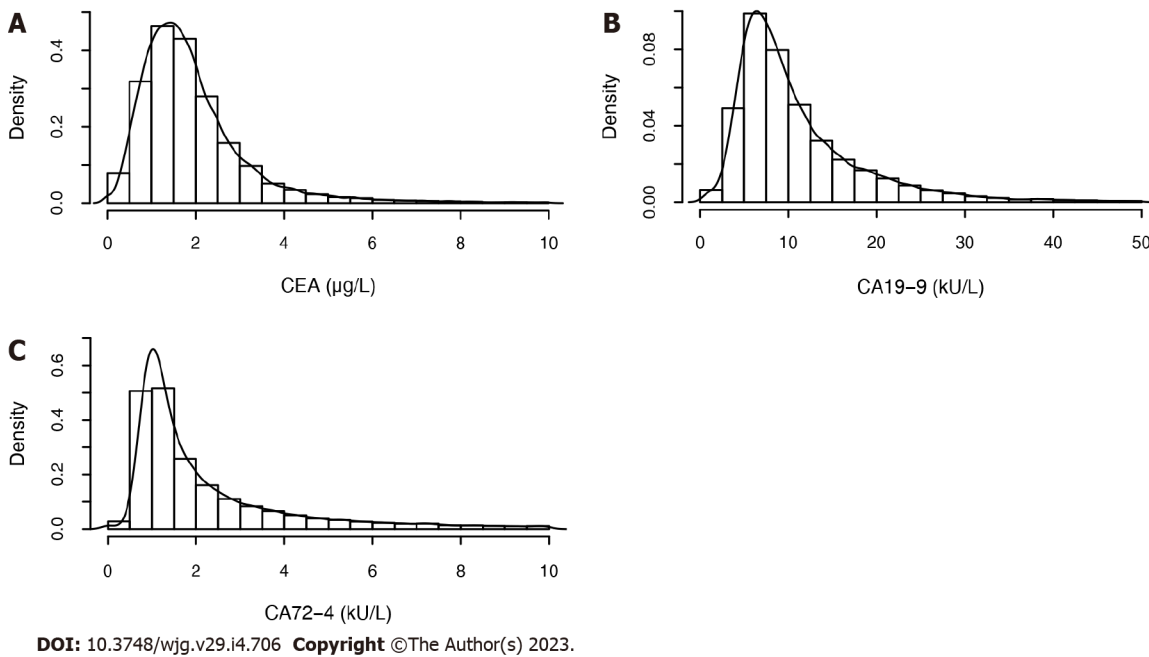 A
Density
0.0 0.2 0.4
0 2 4 6 8 10
CEA (µg/L)
B
Density
0.00 0.04 0.08
0 10 20 30 40 50
CA19−9 (kU/L)
C
Density
0.0 0.2 0.4 0.6
0 2 4 6 8 10
CA72−4 (kU/L)
DOI: 10.3748/wjg.v29.i4.706 Copyright ©The Author(s) 2023.